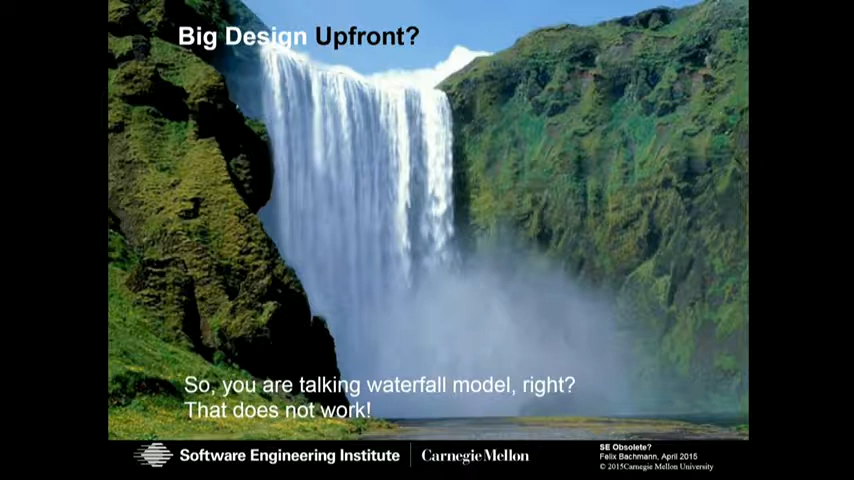 Big Design Upfront?
So, you are talking waterfall model, right?
That does not work!
Software Engineering Institute
Carnegie Mellon
SE Obsolete?
Felix Bachmann, April 2015
© 2015Carnegie Mellon University